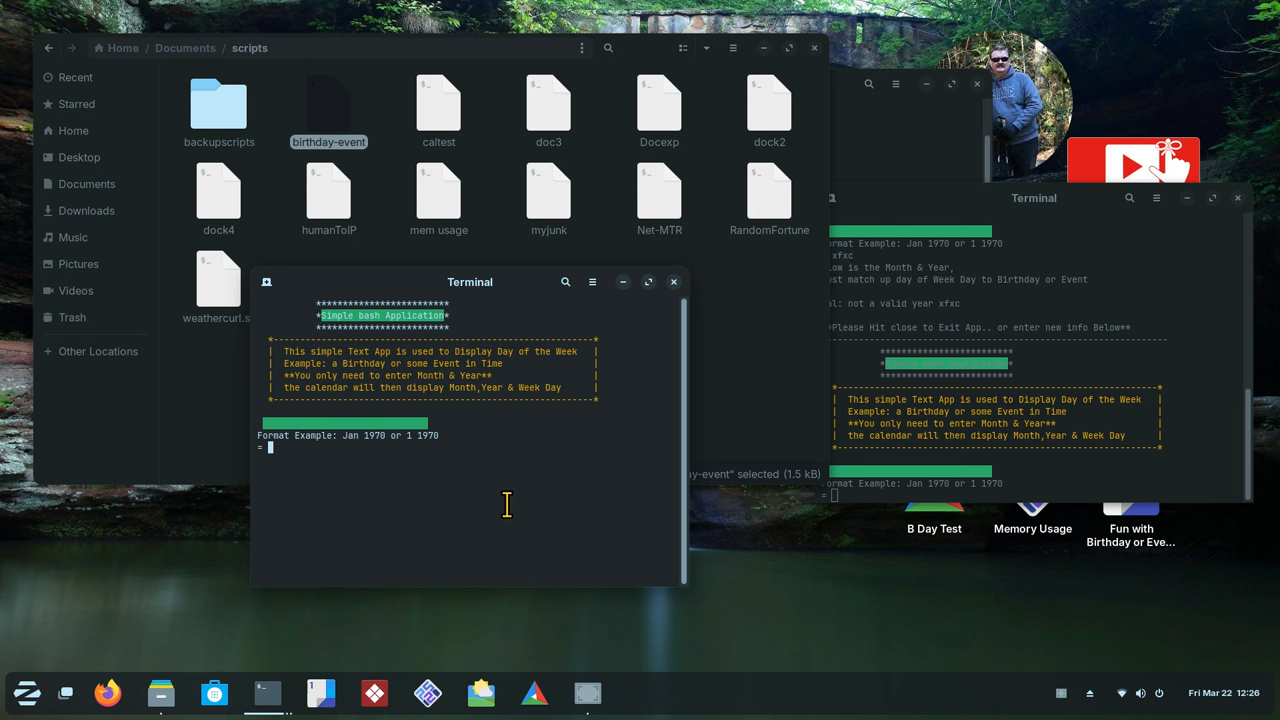 Home / Documents / scripts
Recent
Starred
Home
Desktop
Documents
Downloads
Music
Pictures
Videos
Trash
Other Locations
backupscripts
birthday-event
caltest
doc3
Docexp
dock2
dock4
humanToIP
mem usage
myjunk
Net-MTR
RandomFortune
weathercurl.s
ay-event" selected (1.5 kB)
Terminal
*************************
*Simple bash Application*
*************************
*------------------------------------------------------------*
| This simple Text App is used to Display Day of the Week |
| Example: a Birthday or some Event in Time |
| **You only need to enter Month & Year** |
| the calendar will then display Month,Year & Week Day |
*------------------------------------------------------------*
Format Example: Jan 1970 or 1 1970
=
Terminal
ormat Example: Jan 1970 or 1 1970
xfxc
ow is the Month & Year,
ust match up day of Week Day to Birthday or Event
al: not a valid year xfxc
*Please Hit close to Exit App.. or enter new info Below**
*************************
*************************
*------------------------------------------------------------*
| This simple Text App is used to Display Day of the Week |
| Example: a Birthday or some Event in Time |
| **You only need to enter Month & Year** |
| the calendar will then display Month,Year & Week Day |
*------------------------------------------------------------*
ormat Example: Jan 1970 or 1 1970
=
B Day Test
Memory Usage
Fun with
Birthday or Eve...
1
Fri Mar 22 12:26